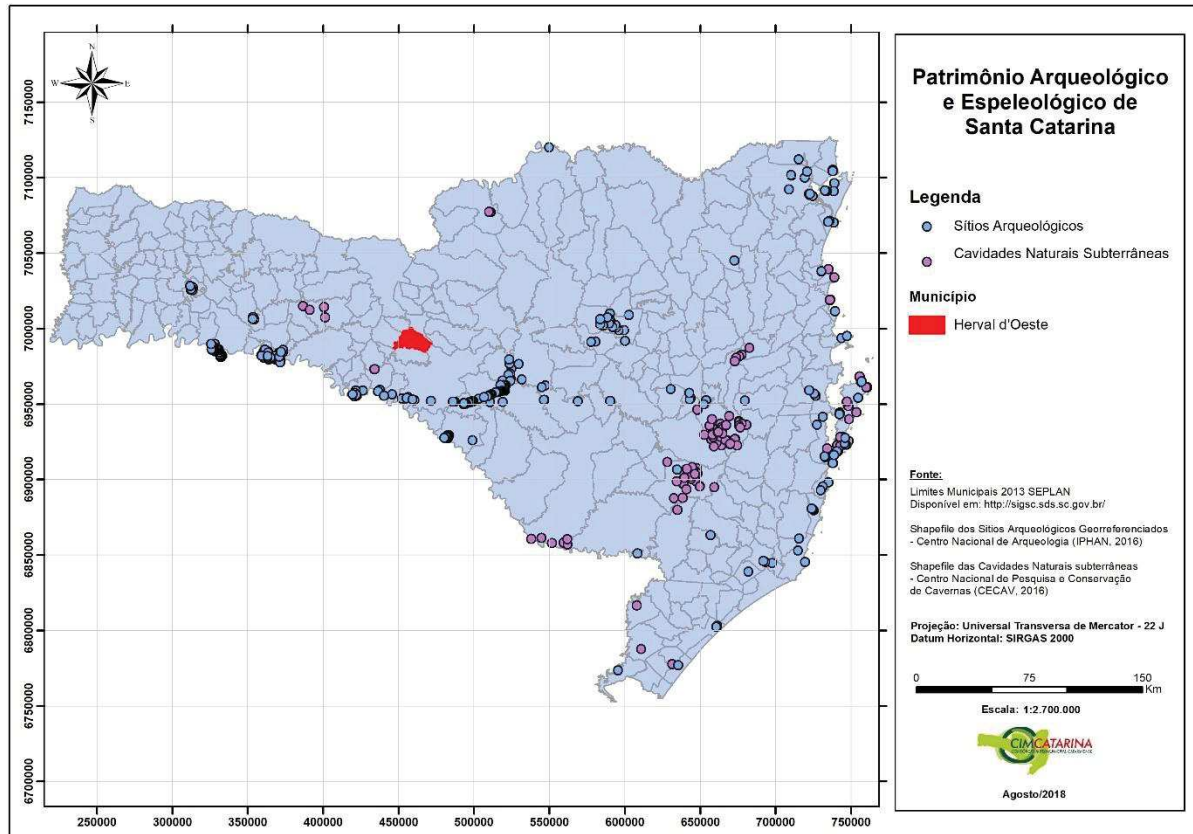 N
W E
S
7150000
7100000
7050000
7000000
6950000
6900000
6850000
6800000
6750000
6700000
250000 300000 350000 400000 450000 500000 550000 600000 650000 700000 750000
Patrimônio Arqueológico
e Espeleológico de
Santa Catarina
Legenda
Sítios Arqueológicos
Cavidades Naturais Subterrâneas
Município
Herval d'Oeste
Fonte:
Limites Municipais 2013 SEPLAN
Disponível em: http://sigsc.sds.sc.gov.br/
Shapefile dos Sítios Arqueológicos Georreferenciados
- Centro Nacional de Arqueologia (IPHAN, 2016)
Shapefile das Cavidades Naturais subterrâneas
- Centro Nacional de Pesquisa e Conservação
de Cavernas (CECAV, 2016)
Projeção: Universal Transversa de Mercator - 22 J
Datum Horizontal: SIRGAS 2000
0 75 150
Km
Escala: 1:2.700.000
CIMCATARINA
Agosto/2018